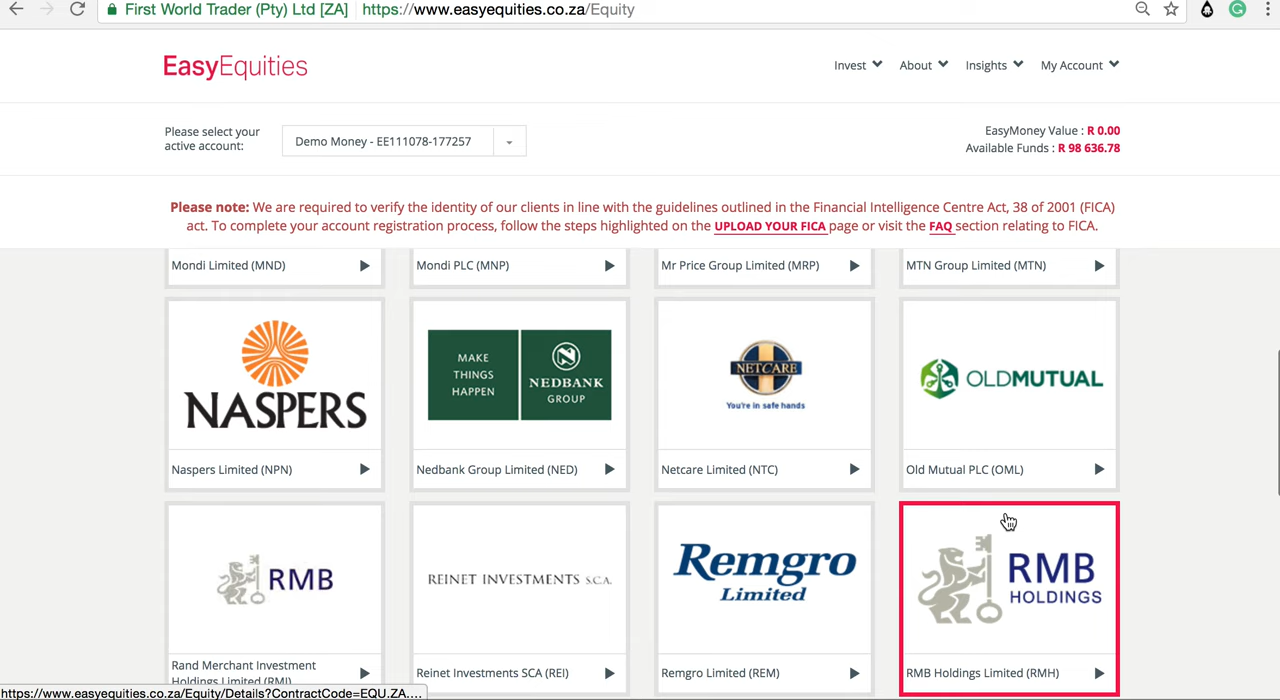 First World Trader (Pty) Ltd [ZA] https://www.easyequities.co.za/Equity
EasyEquities
Invest About Insights My Account
Please select your
active account:
Demo Money - EE111078-177257
EasyMoney Value : R 0.00
Available Funds : R 98 636.78
Please note: We are required to verify the identity of our clients in line with the guidelines outlined in the Financial Intelligence Centre Act, 38 of 2001 (FICA)
act. To complete your account registration process, follow the steps highlighted on the UPLOAD YOUR FICA page or visit the FAQ section relating to FICA.
Mondi Limited (MND)
Mondi PLC (MNP)
Mr Price Group Limited (MRP)
MTN Group Limited (MTN)
NASPERS
Naspers Limited (NPN)
MAKE
THINGS
HAPPEN
NEDBANK
GROUP
Nedbank Group Limited (NED)
NETCARE
You're in safe hands
Netcare Limited (NTC)
OLDMUTUAL
Old Mutual PLC (OML)
RMB
Rand Merchant Investment
Holdings Limited (RMI)
REINET INVESTMENTS S.C.A.
Reinet Investments SCA (REI)
Remgro
Limited
Remgro Limited (REM)
RMB
HOLDINGS
RMB Holdings Limited (RMH)
https://www.easyequities.co.za/Equity/Details?ContractCode=EQU.ZA....